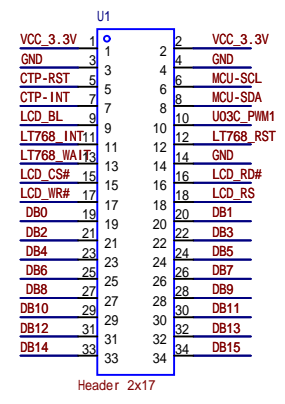 U1
VCC_3.3V 1 1 2 2 VCC_3.3V
GND 3 3 4 4 GND
CTP-RST 5 5 6 6 MCU-SCL
CTP-INT 7 7 8 8 MCU-SDA
LCD_BL 9 9 10 10 U03C_PWM1
LT768_INT 11 11 12 12 LT768_RST
LT768_WAIT 13 13 14 14 GND
LCD_CS# 15 15 16 16 LCD_RD#
LCD_WR# 17 17 18 18 LCD_RS
DB0 19 19 20 20 DB1
DB2 21 21 22 22 DB3
DB4 23 23 24 24 DB5
DB6 25 25 26 26 DB7
DB8 27 27 28 28 DB9
DB10 29 29 30 30 DB11
DB12 31 31 32 32 DB13
DB14 33 33 34 34 DB15
Header 2x17